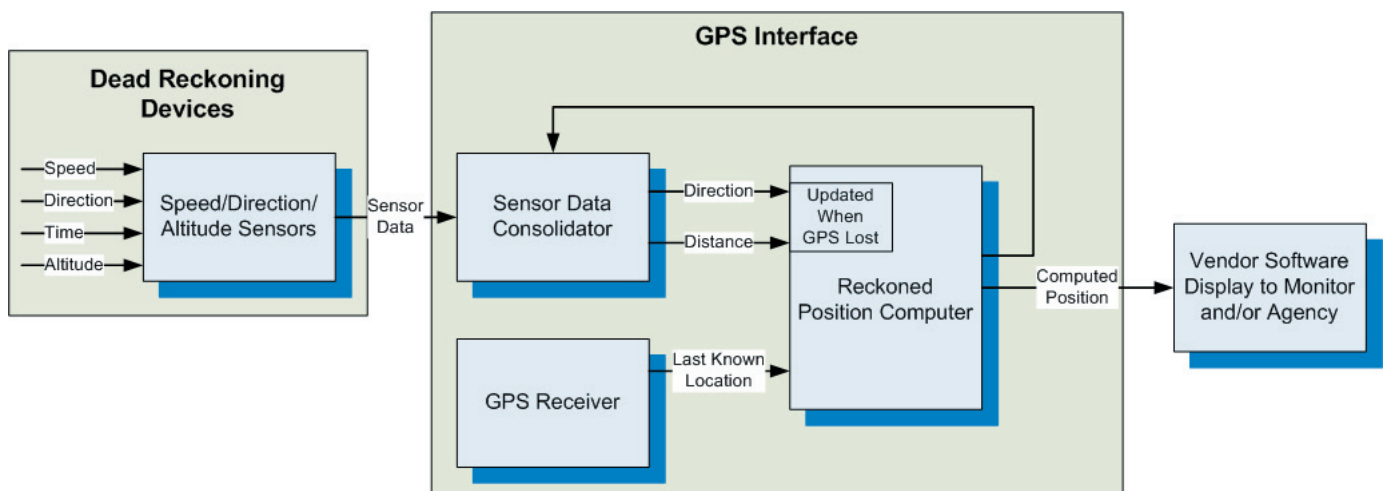 Dead Reckoning
Devices
Speed
Direction
Time
Altitude
Speed/Direction/
Altitude Sensors
Sensor
Data
GPS Interface
Sensor Data
Consolidator
Direction
Distance
Updated
When
GPS Lost
Reckoned
Position Computer
GPS Receiver
Last Known
Location
Computed
Position
Vendor Software
Display to Monitor
and/or Agency